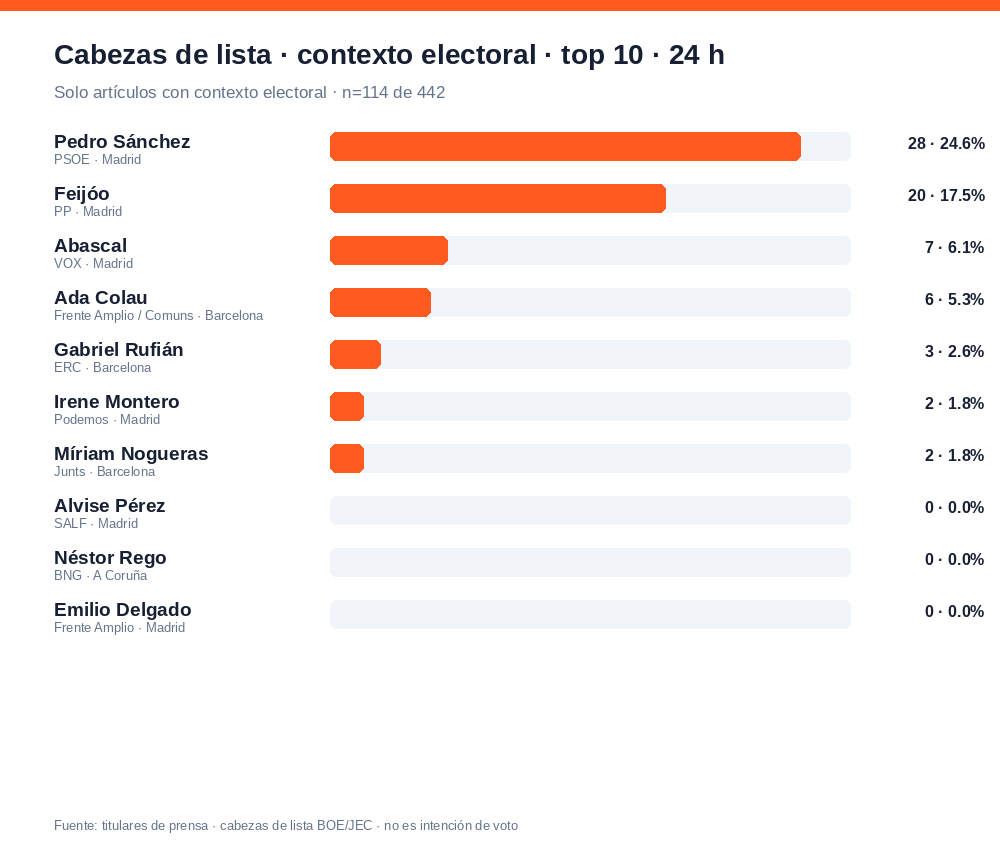 Cabezas de lista · contexto electoral · top 10 · 24 h
Solo artículos con contexto electoral · n=114 de 442
Pedro Sánchez
PSOE · Madrid
28 · 24.6%
Feijóo
PP · Madrid
20 · 17.5%
Abascal
VOX · Madrid
7 · 6.1%
Ada Colau
Frente Amplio / Comuns · Barcelona
6 · 5.3%
Gabriel Rufián
ERC · Barcelona
3 · 2.6%
Irene Montero
Podemos · Madrid
2 · 1.8%
Míriam Nogueras
Junts · Barcelona
2 · 1.8%
Alvise Pérez
SALF · Madrid
0 · 0.0%
Néstor Rego
BNG · A Coruña
0 · 0.0%
Emilio Delgado
Frente Amplio · Madrid
0 · 0.0%
Fuente: titulares de prensa · cabezas de lista BOE/JEC · no es intención de voto